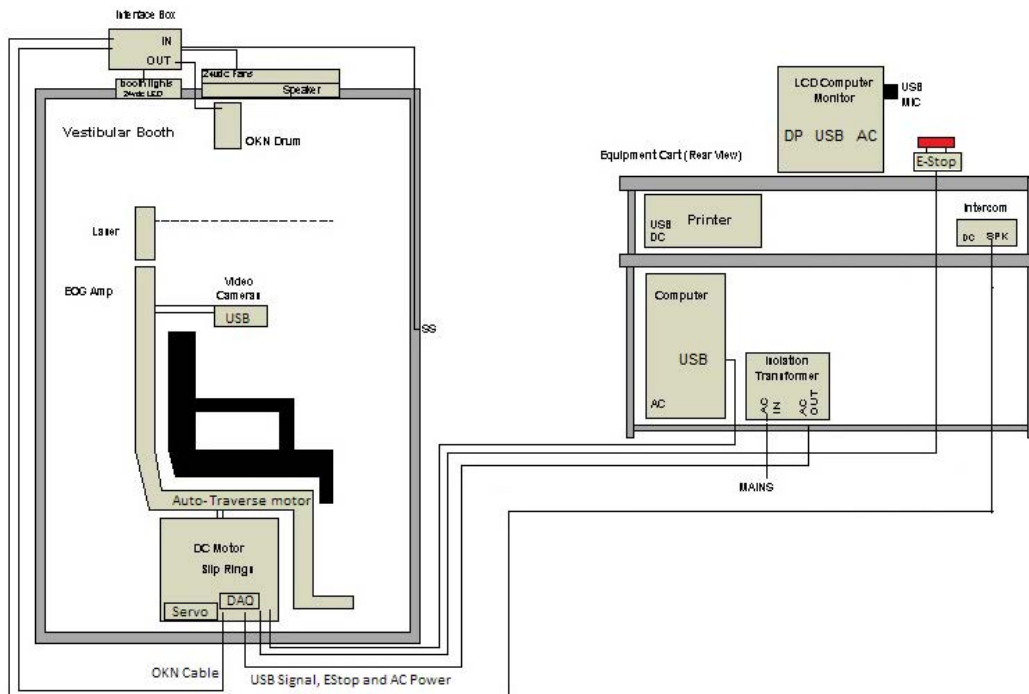 Interface Box
IN
OUT
booth lights
24vdc LED
24vdc Fans
Speaker
Vestibular Booth
OKN Drum
Laser
EOG Amp
Video
Cameras
USB
SS
Auto-Traverse motor
DC Motor
Slip Rings
DAQ
Servo
OKN Cable
USB Signal, EStop and AC Power
LCD Computer
Monitor
DP USB AC
USB
MIC
E-Stop
Equipment Cart (Rear View)
USB
DC
Printer
Intercom
DC SPK
Computer
USB
AC
Isolation
Transformer
AC IN
AC OUT
MAINS